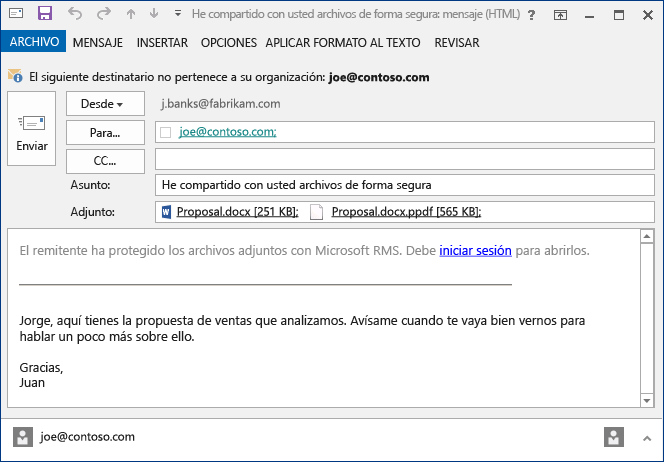 He compartido con usted archivos de forma segura: mensaje (HTML) ?
ARCHIVO MENSAJE INSERTAR OPCIONES APLICAR FORMATO AL TEXTO REVISAR
El siguiente destinatario no pertenece a su organización: joe@contoso.com
Desde j.banks@fabrikam.com
Enviar
Para... joe@contoso.com;
CC...
Asunto: He compartido con usted archivos de forma segura
Adjunto: Proposal.docx [251 KB]; Proposal.docx.ppdf [565 KB];
El remitente ha protegido los archivos adjuntos con Microsoft RMS. Debe iniciar sesión para abrirlos.
Jorge, aquí tienes la propuesta de ventas que analizamos. Avísame cuando te vaya bien vernos para
hablar un poco más sobre ello.
Gracias,
Juan
joe@contoso.com